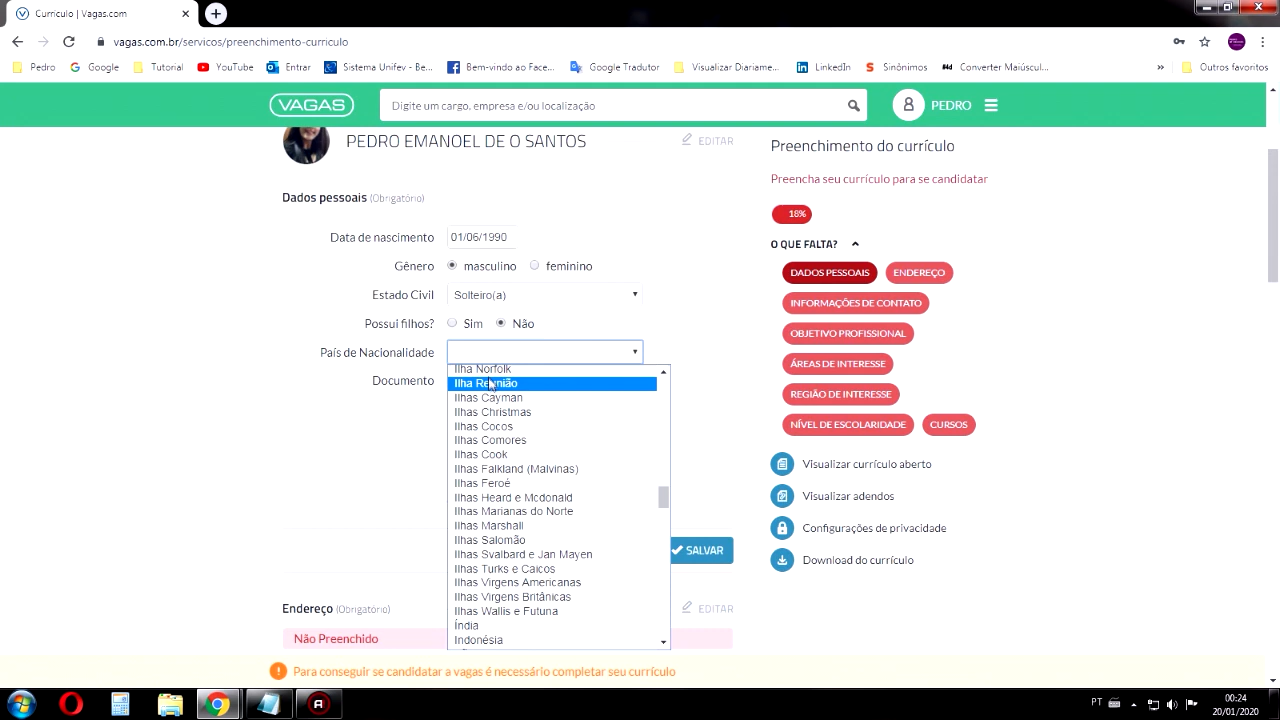 Currículo | Vagas.com
vagas.com.br/servicos/preenchimento-curriculo
Pedro
Google
Tutorial
YouTube
Entrar
Sistema Unifev - Be...
Bem-vindo ao Face...
Google Tradutor
Visualizar Diariame...
LinkedIn
Sinônimos
Converter Maiúscul...
»
Outros favoritos
VAGAS
Digite um cargo, empresa e/ou localização
PEDRO
PEDRO EMANOEL DE O SANTOS
EDITAR
Dados pessoais (Obrigatório)
Data de nascimento 01/06/1990
Gênero masculino feminino
Estado Civil Solteiro(a)
Possui filhos? Sim Não
País de Nacionalidade
Documento
Ilha Norfolk
Ilha Reunião
Ilhas Cayman
Ilhas Christmas
Ilhas Cocos
Ilhas Comores
Ilhas Cook
Ilhas Falkland (Malvinas)
Ilhas Feroé
Ilhas Heard e Mcdonald
Ilhas Marianas do Norte
Ilhas Marshall
Ilhas Salomão
Ilhas Svalbard e Jan Mayen
Ilhas Turks e Caicos
Ilhas Virgens Americanas
Ilhas Virgens Britânicas
Ilhas Wallis e Futuna
Índia
Indonésia
SALVAR
Endereço (Obrigatório)
EDITAR
Não Preenchido
Preenchimento do currículo
Preencha seu currículo para se candidatar
18%
O QUE FALTA?
DADOS PESSOAIS ENDEREÇO
INFORMAÇÕES DE CONTATO
OBJETIVO PROFISSIONAL
ÁREAS DE INTERESSE
REGIÃO DE INTERESSE
NÍVEL DE ESCOLARIDADE CURSOS
Visualizar currículo aberto
Visualizar adendos
Configurações de privacidade
Download do currículo
Para conseguir se candidatar a vagas é necessário completar seu currículo
PT
00:24
20/01/2020